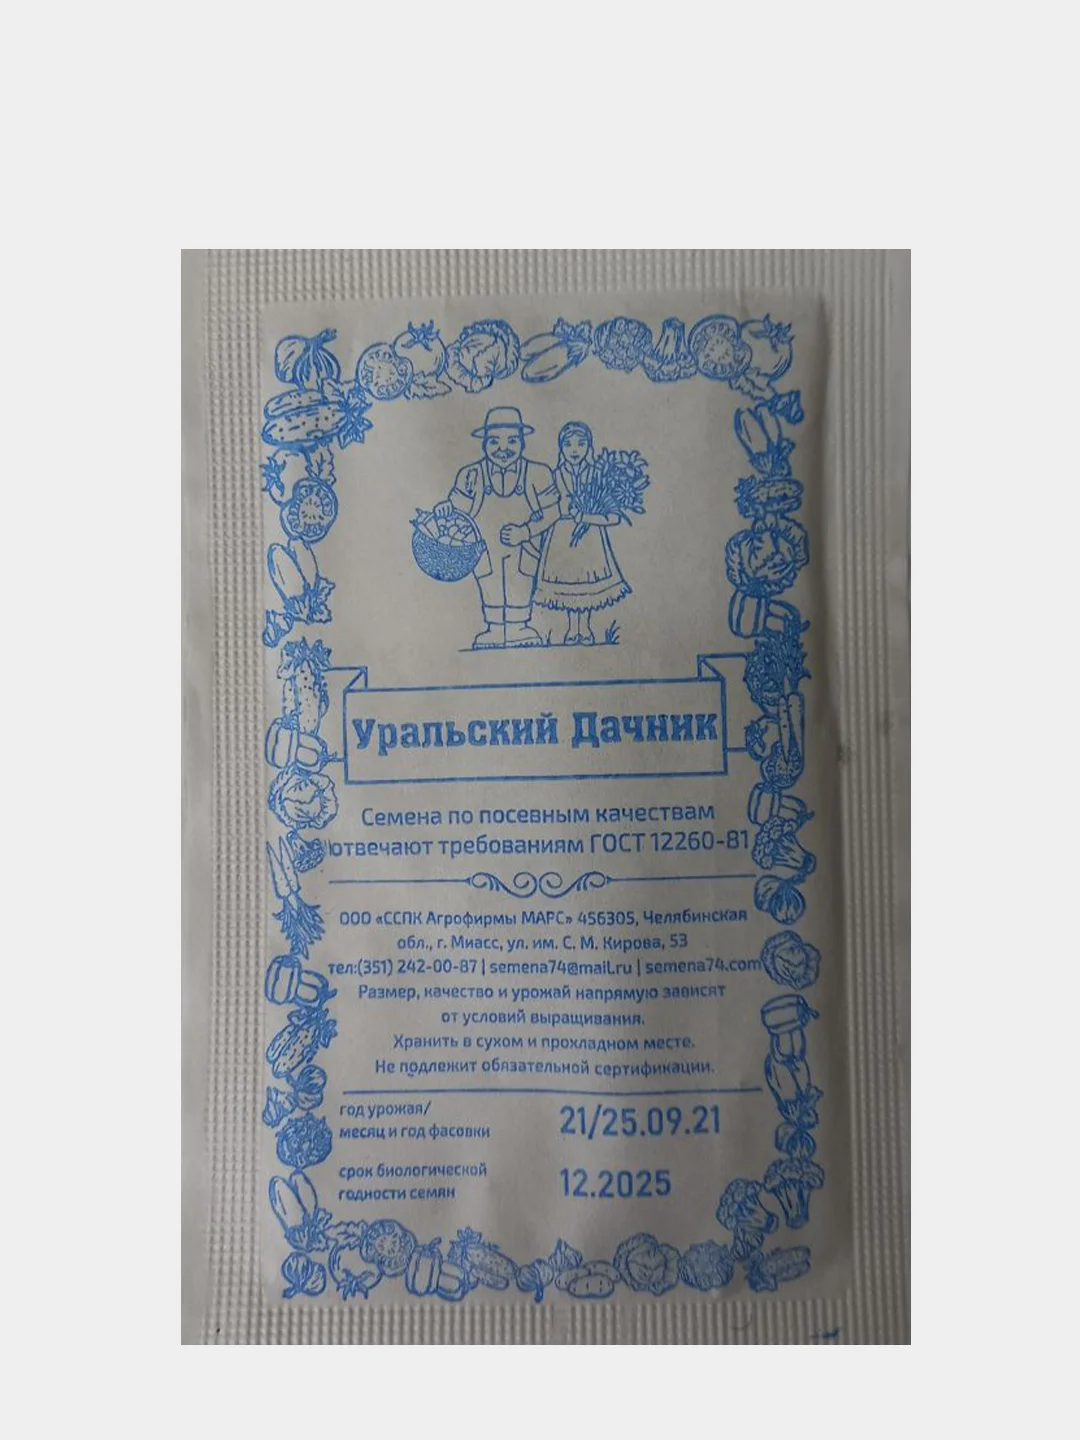 Уральский Дачник
Семена по посевным качествам
отвечают требованиям ГОСТ 12260-81
ООО «ССПК Агрофирмы МАРС» 456305, Челябинская
обл., г. Миасс, ул. им. С. М. Кирова, 53
тел:(351) 242-00-87 | semena74@mail.ru | semena74.com
Размер, качество и урожай напрямую зависят
от условий выращивания.
Хранить в сухом и прохладном месте.
Не подлежит обязательной сертификации.
год урожая/
месяц и год фасовки 21/25.09.21
срок биологической
годности семян 12.2025